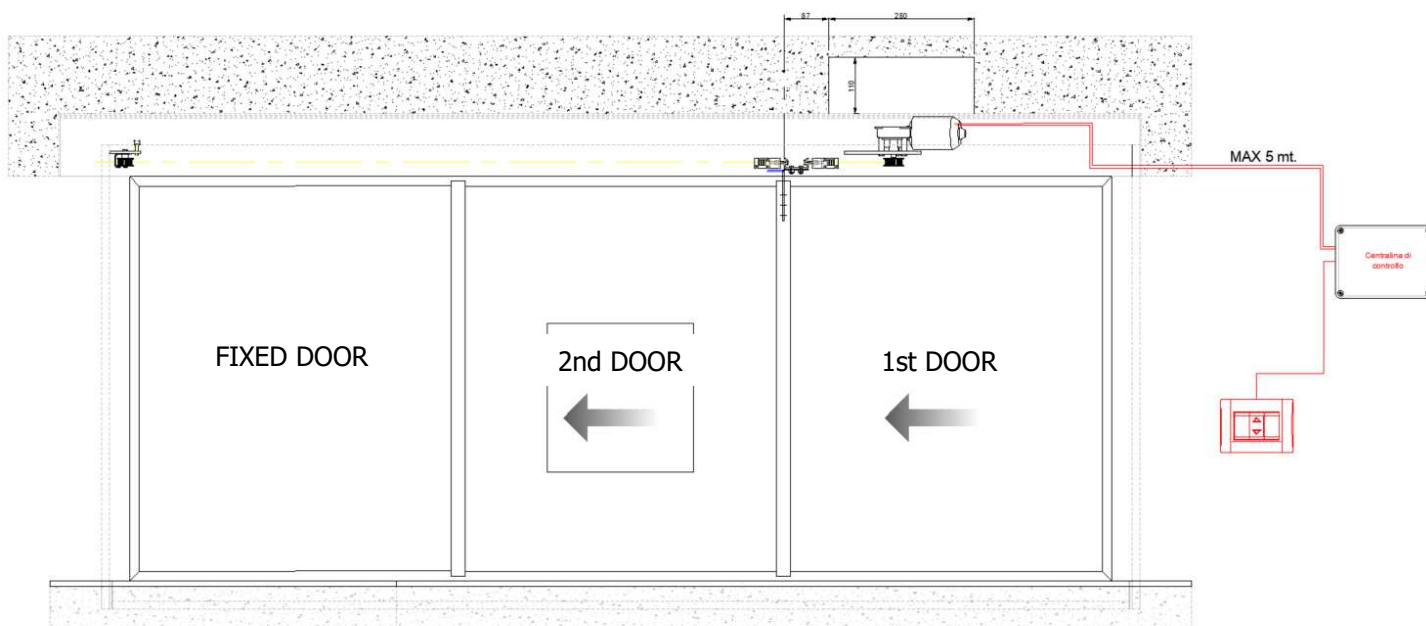 87
280
110
MAX 5 mt.
Centralina di
controllo
FIXED DOOR
2nd DOOR
1st DOOR